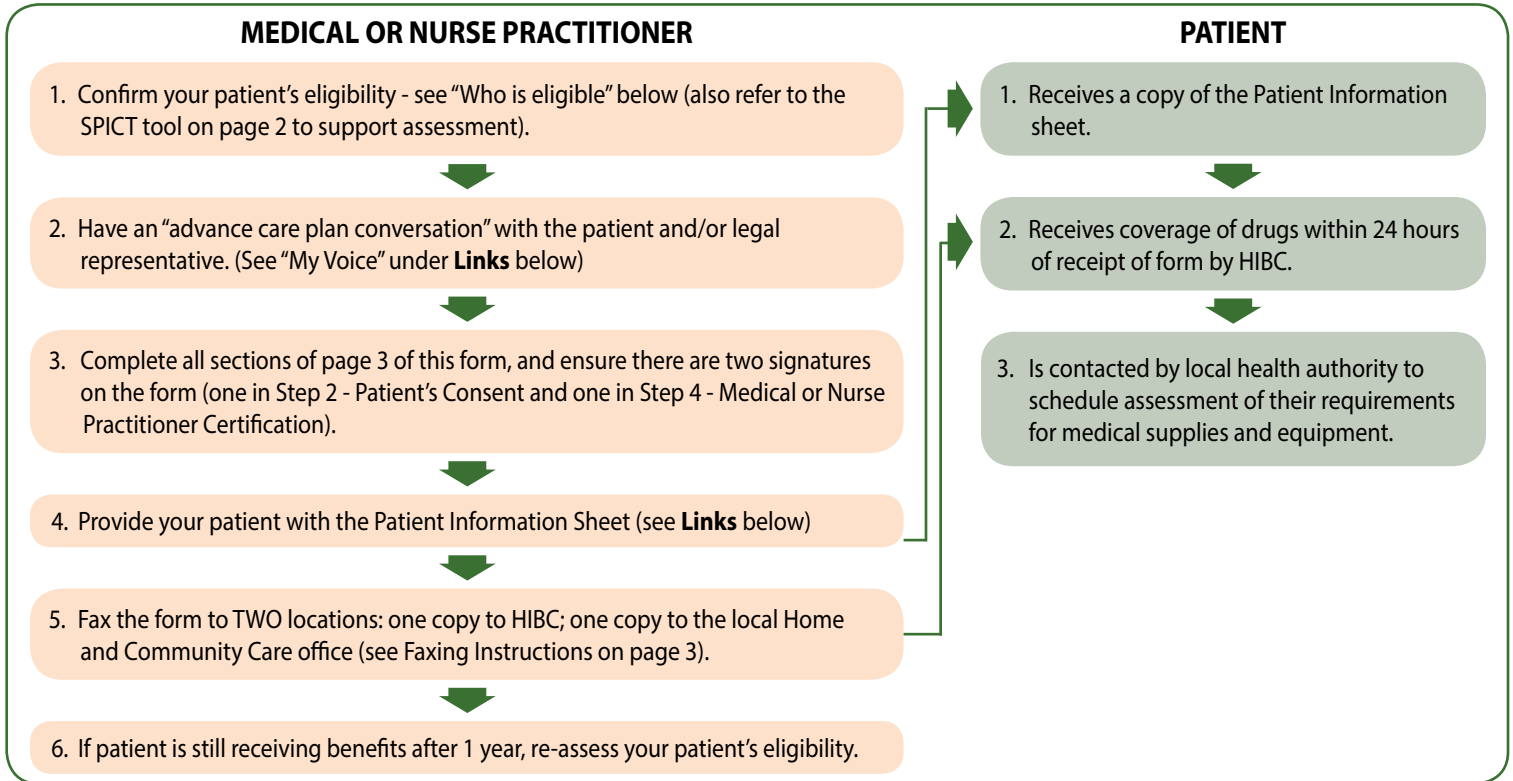 MEDICAL OR NURSE PRACTITIONER
1. Confirm your patient's eligibility - see “Who is eligible” below (also refer to the
SPICT tool on page 2 to support assessment).
2. Have an “advance care plan conversation” with the patient and/or legal
representative. (See “My Voice” under Links below)
3. Complete all sections of page 3 of this form, and ensure there are two signatures
on the form (one in Step 2 - Patient's Consent and one in Step 4 - Medical or Nurse
Practitioner Certification).
4. Provide your patient with the Patient Information Sheet (see Links below)
5. Fax the form to TWO locations: one copy to HIBC; one copy to the local Home
and Community Care office (see Faxing Instructions on page 3).
6. If patient is still receiving benefits after 1 year, re-assess your patient's eligibility.
PATIENT
1. Receives a copy of the Patient Information
sheet.
2. Receives coverage of drugs within 24 hours
of receipt of form by HIBC.
3. Is contacted by local health authority to
schedule assessment of their requirements
for medical supplies and equipment.